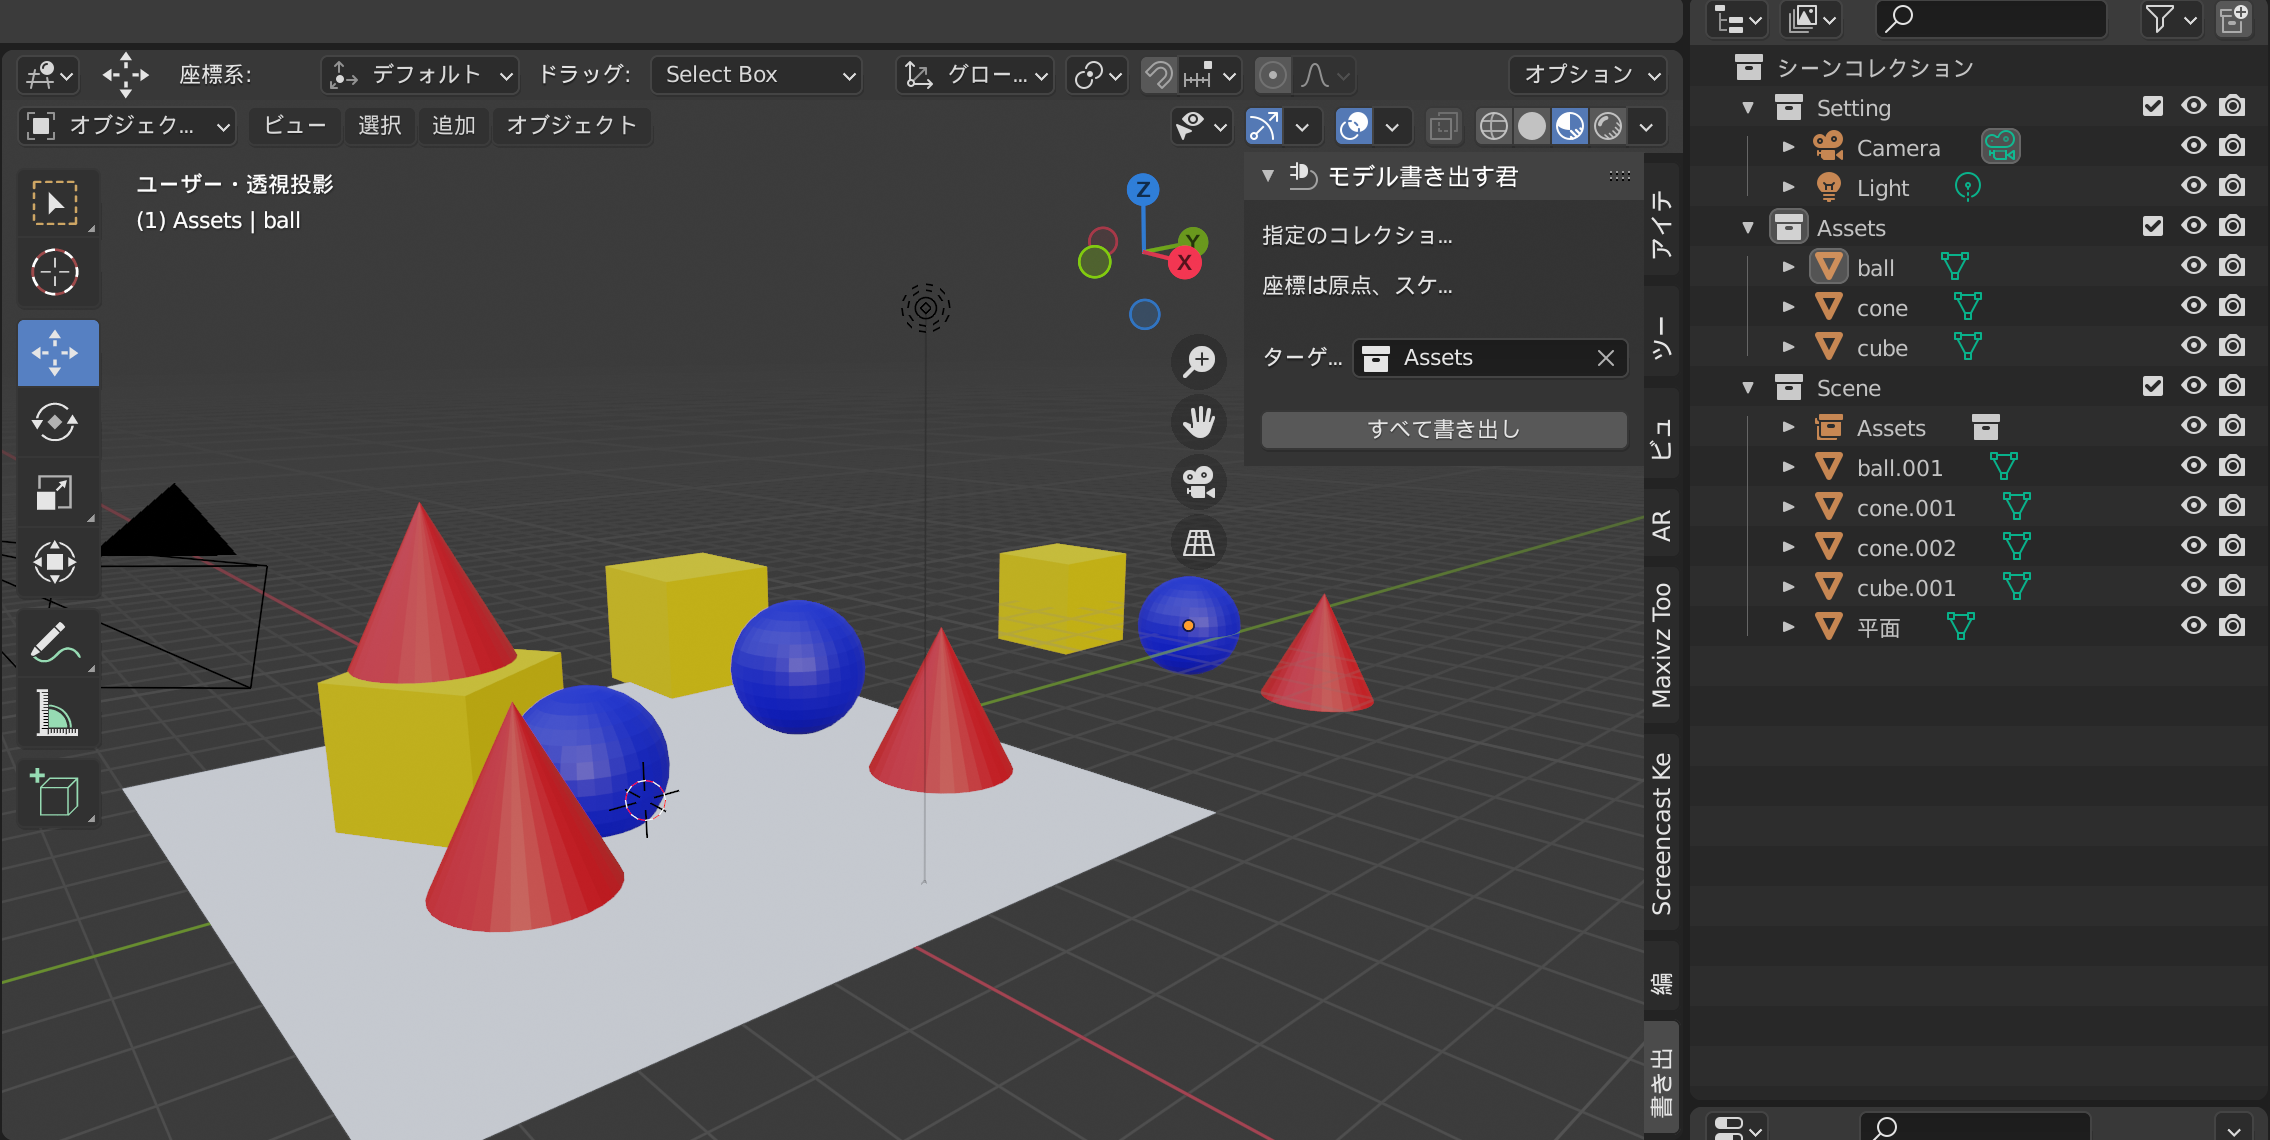 座標系:
デフォルト
ドラッグ:
Select Box
グロー...
オプション
オブジェク...
ビュー
選択
追加
オブジェクト
ユーザー・透視投影
(1) Assets | ball
Z
Y
X
モデル書き出す君
指定のコレクショ...
座標は原点、スケ...
ターゲ...
Assets
すべて書き出し
アイテ
ツー
ビュ
AR
Maxivz Too
Screencast Ke
編
書き出
シーンコレクション
Setting
Camera
Light
Assets
ball
cone
cube
Scene
Assets
ball.001
cone.001
cone.002
cube.001
平面